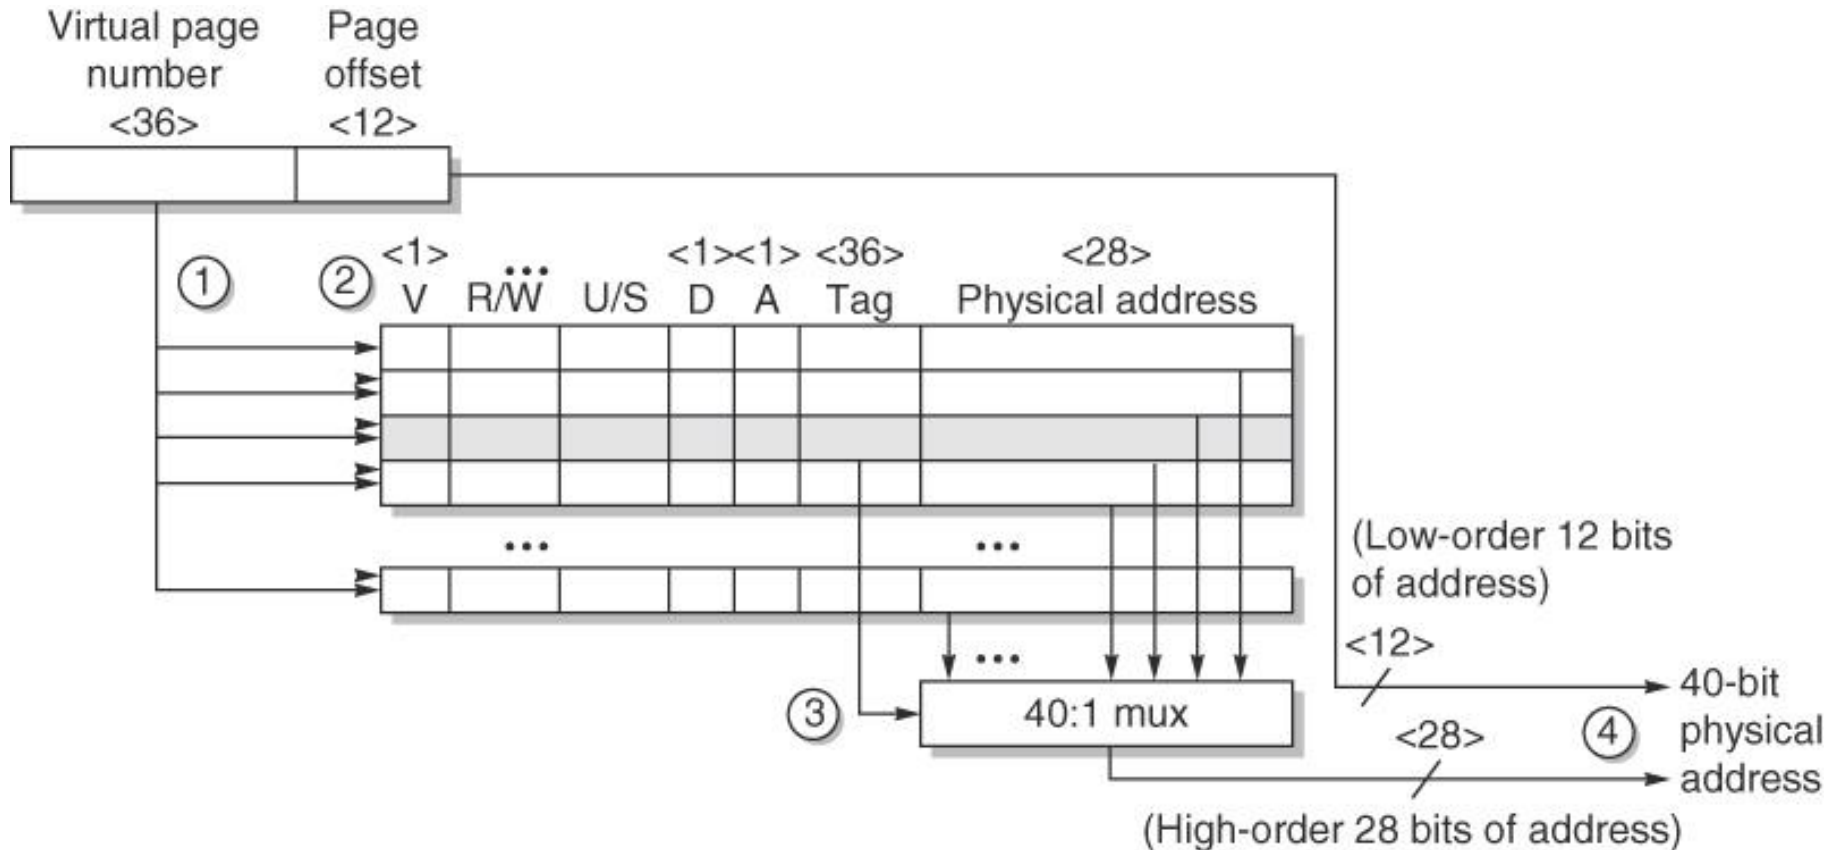 Virtual page Page
number offset
<36> <12>
<1> <1><1> <36> <28>
1 2 V R/W U/S D A Tag Physical address
...
... ...
(Low-order 12 bits
of address)
...
<12>
3 40:1 mux 40-bit
<28> 4 physical
address
(High-order 28 bits of address)